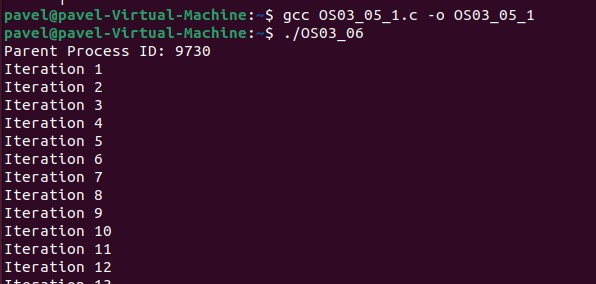 pavel@pavel-Virtual-Machine:~$ gcc OS03_05_1.c -o OS03_05_1
pavel@pavel-Virtual-Machine:~$ ./OS03_06
Parent Process ID: 9730
Iteration 1
Iteration 2
Iteration 3
Iteration 4
Iteration 5
Iteration 6
Iteration 7
Iteration 8
Iteration 9
Iteration 10
Iteration 11
Iteration 12
Iteration 13